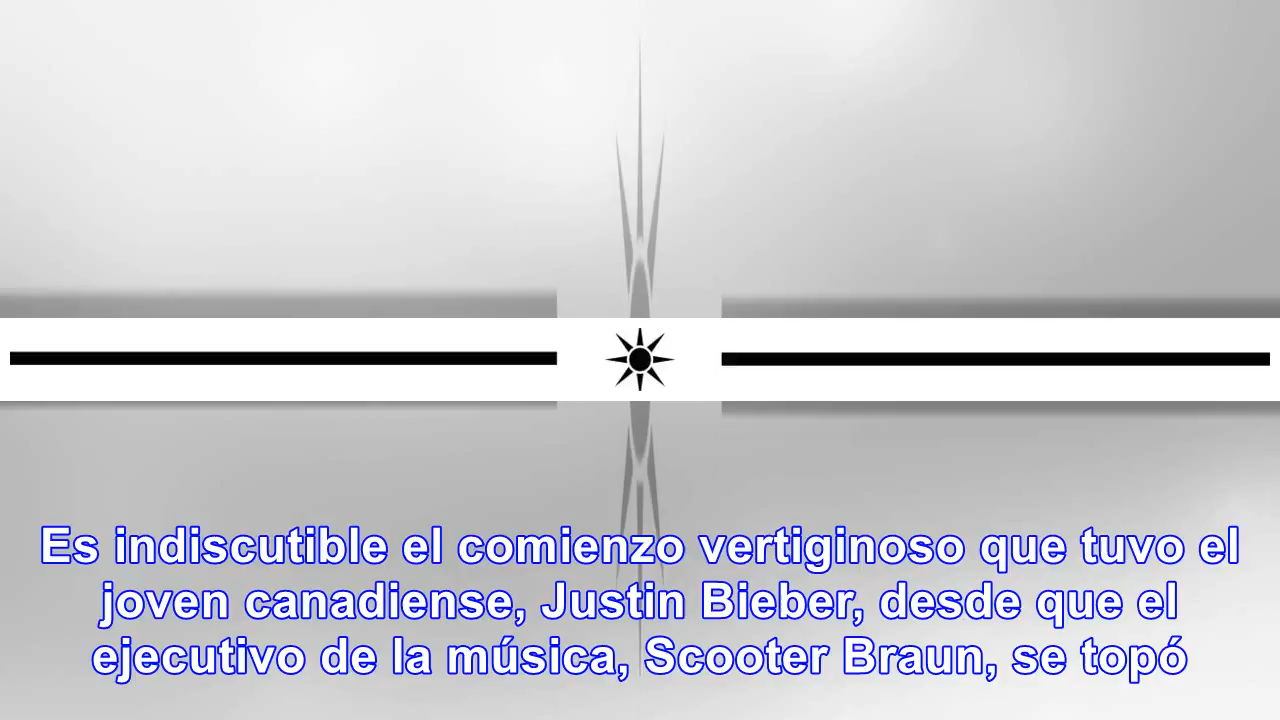 Es indiscutible el comienzo vertiginoso que tuvo el
joven canadiense, Justin Bieber, desde que el
ejecutivo de la música, Scooter Braun, se topó